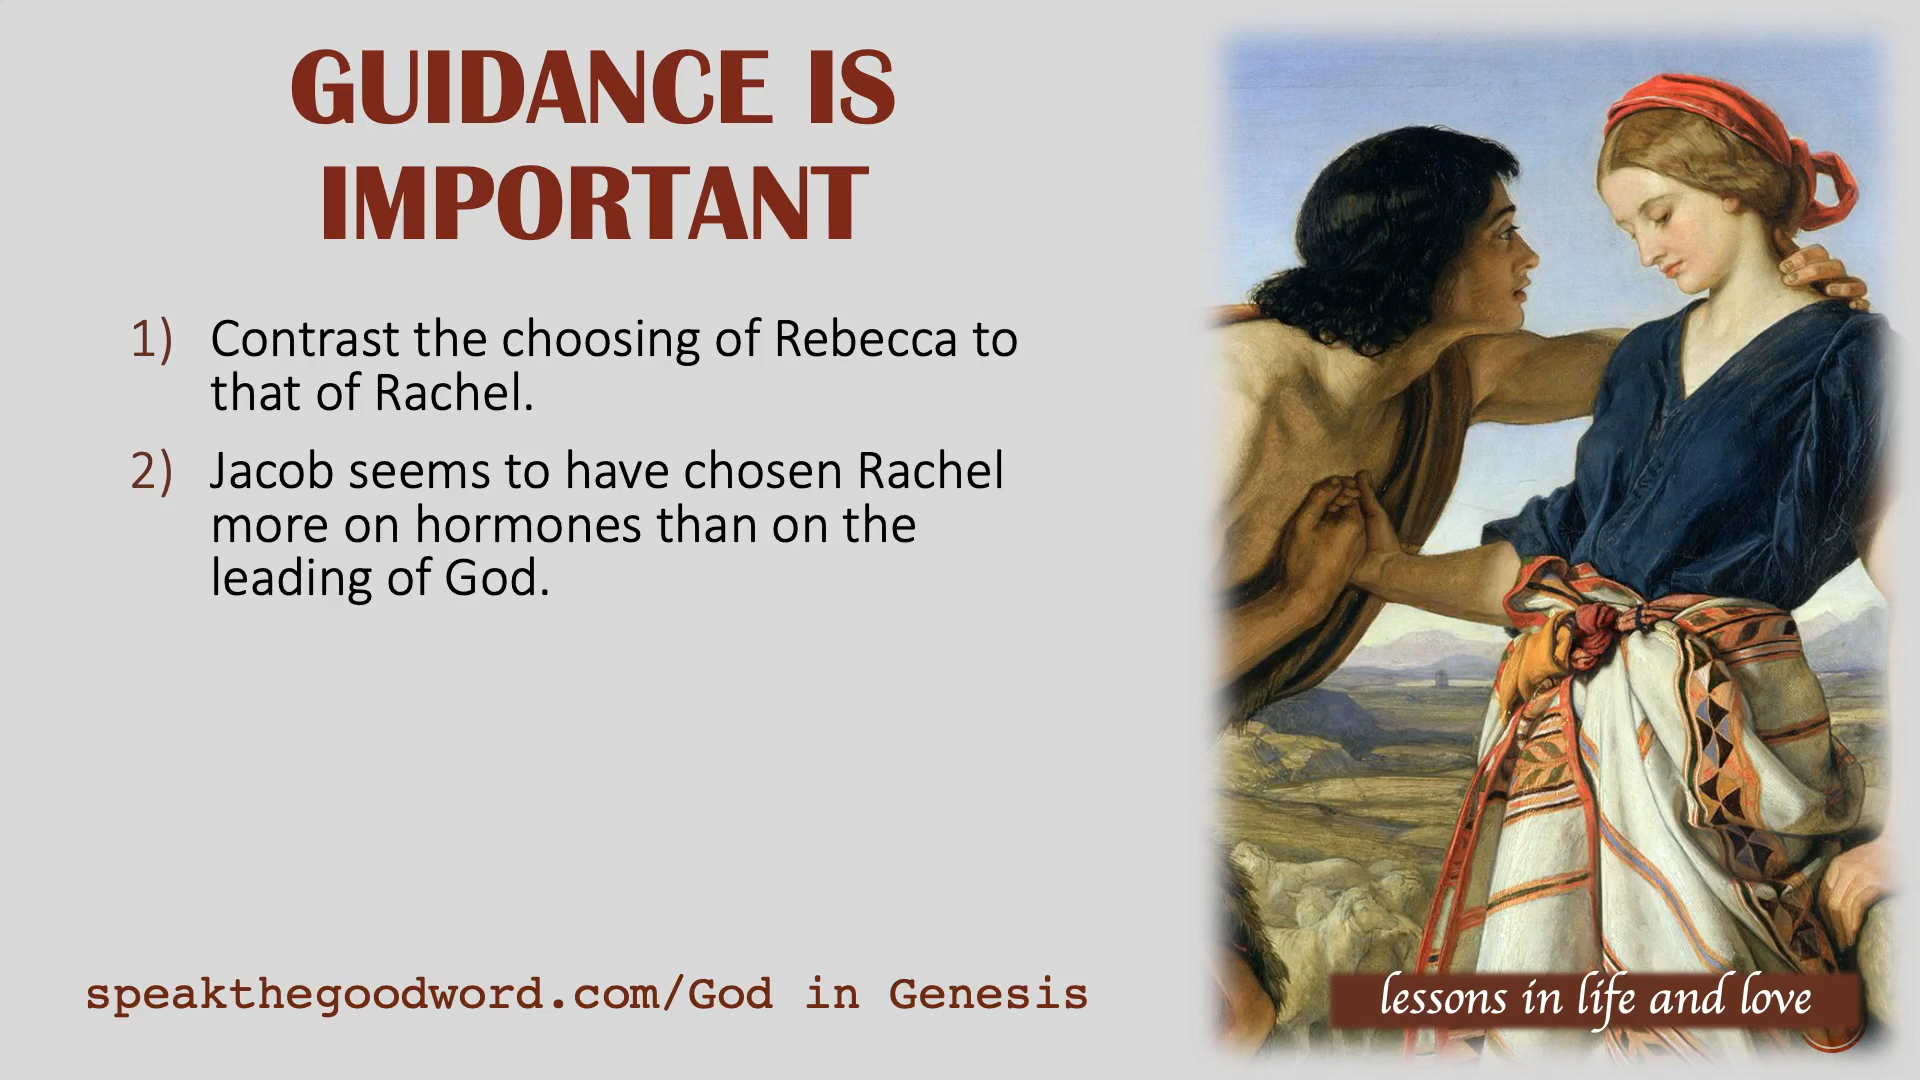 GUIDANCE IS
IMPORTANT
1) Contrast the choosing of Rebecca to
that of Rachel.
2) Jacob seems to have chosen Rachel
more on hormones than on the
leading of God.
speakthegoodword.com/God in Genesis
lessons in life and love